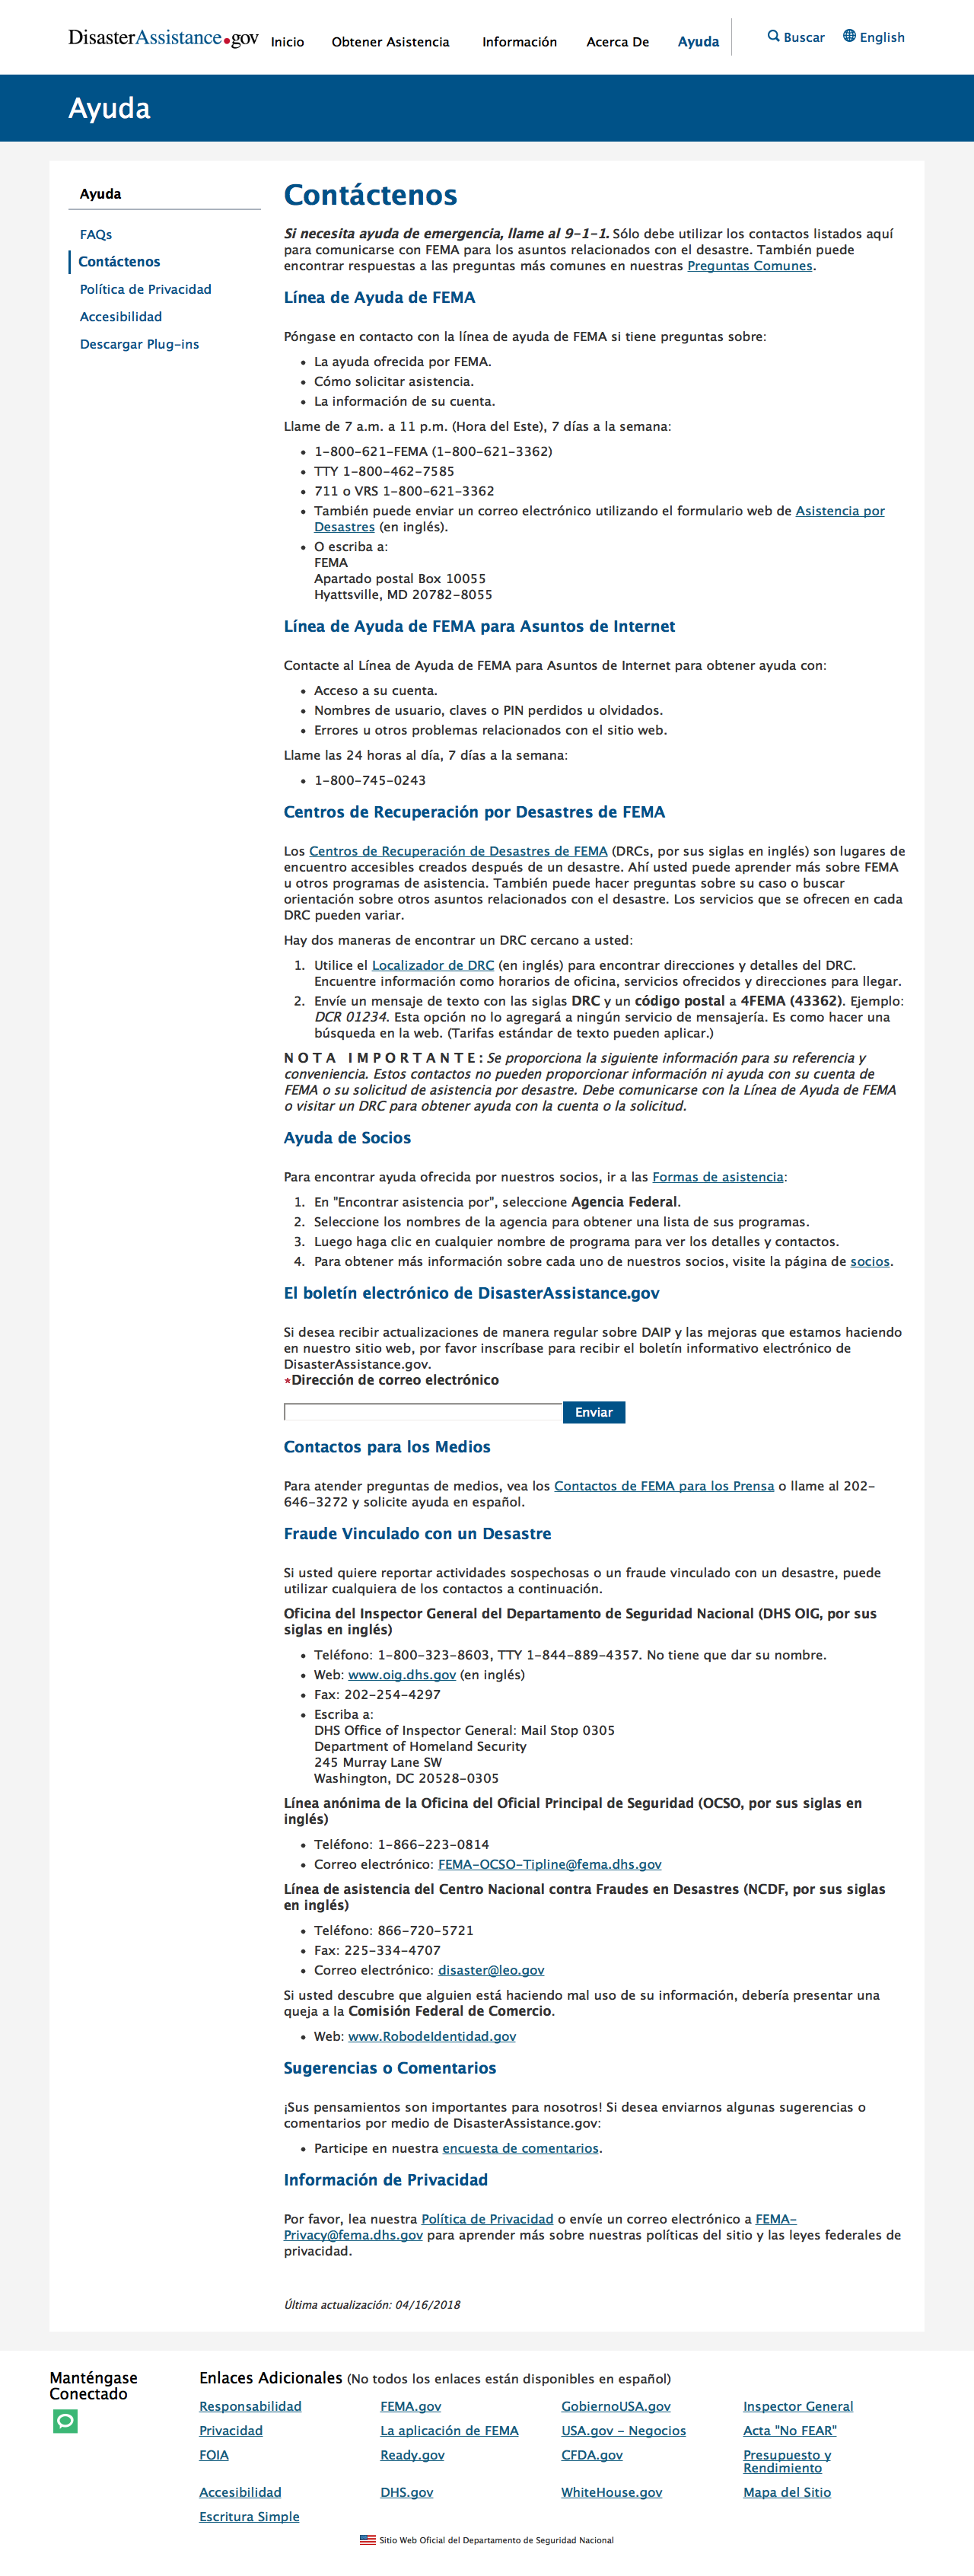 DisasterAssistance.gov
Inicio
Obtener Asistencia
Información
Acerca De
Ayuda
Buscar
English
Ayuda
Ayuda
FAQs
Contáctenos
Política de Privacidad
Accesibilidad
Descargar Plug-ins
Contáctenos
Si necesita ayuda de emergencia, llame al 9-1-1. Sólo debe utilizar los contactos listados aquí
para comunicarse con FEMA para los asuntos relacionados con el desastre. También puede
encontrar respuestas a las preguntas más comunes en nuestras Preguntas Comunes.
Línea de Ayuda de FEMA
Póngase en contacto con la línea de ayuda de FEMA si tiene preguntas sobre:
• La ayuda ofrecida por FEMA.
• Cómo solicitar asistencia.
• La información de su cuenta.
Llame de 7 a.m. a 11 p.m. (Hora del Este), 7 días a la semana:
• 1-800-621-FEMA (1-800-621-3362)
• TTY 1-800-462-7585
• 711 o VRS 1-800-621-3362
• También puede enviar un correo electrónico utilizando el formulario web de Asistencia por
Desastres (en inglés).
• O escriba a:
FEMA
Apartado postal Box 10055
Hyattsville, MD 20782-8055
Línea de Ayuda de FEMA para Asuntos de Internet
Contacte al Línea de Ayuda de FEMA para Asuntos de Internet para obtener ayuda con:
• Acceso a su cuenta.
• Nombres de usuario, claves o PIN perdidos u olvidados.
• Errores u otros problemas relacionados con el sitio web.
Llame las 24 horas al día, 7 días a la semana:
• 1-800-745-0243
Centros de Recuperación por Desastres de FEMA
Los Centros de Recuperación de Desastres de FEMA (DRCs, por sus siglas en inglés) son lugares de
encuentro accesibles creados después de un desastre. Ahí usted puede aprender más sobre FEMA
u otros programas de asistencia. También puede hacer preguntas sobre su caso o buscar
orientación sobre otros asuntos relacionados con el desastre. Los servicios que se ofrecen en cada
DRC pueden variar.
Hay dos maneras de encontrar un DRC cercano a usted:
1. Utilice el Localizador de DRC (en inglés) para encontrar direcciones y detalles del DRC.
Encuentre información como horarios de oficina, servicios ofrecidos y direcciones para llegar.
2. Envíe un mensaje de texto con las siglas DRC y un código postal a 4FEMA (43362). Ejemplo:
DCR 01234. Esta opción no lo agregará a ningún servicio de mensajería. Es como hacer una
búsqueda en la web. (Tarifas estándar de texto pueden aplicar.)
NOTA IMPORTANTE: Se proporciona la siguiente información para su referencia y
conveniencia. Estos contactos no pueden proporcionar información ni ayuda con su cuenta de
FEMA o su solicitud de asistencia por desastre. Debe comunicarse con la Línea de Ayuda de FEMA
o visitar un DRC para obtener ayuda con la cuenta o la solicitud.
Ayuda de Socios
Para encontrar ayuda ofrecida por nuestros socios, ir a las Formas de asistencia:
1. En "Encontrar asistencia por", seleccione Agencia Federal.
2. Seleccione los nombres de la agencia para obtener una lista de sus programas.
3. Luego haga clic en cualquier nombre de programa para ver los detalles y contactos.
4. Para obtener más información sobre cada uno de nuestros socios, visite la página de socios.
El boletín electrónico de DisasterAssistance.gov
Si desea recibir actualizaciones de manera regular sobre DAIP y las mejoras que estamos haciendo
en nuestro sitio web, por favor inscríbase para recibir el boletín informativo electrónico de
DisasterAssistance.gov.
*Dirección de correo electrónico
Enviar
Contactos para los Medios
Para atender preguntas de medios, vea los Contactos de FEMA para los Prensa o llame al 202-
646-3272 y solicite ayuda en español.
Fraude Vinculado con un Desastre
Si usted quiere reportar actividades sospechosas o un fraude vinculado con un desastre, puede
utilizar cualquiera de los contactos a continuación.
Oficina del Inspector General del Departamento de Seguridad Nacional (DHS OIG, por sus
siglas en inglés)
• Teléfono: 1-800-323-8603, TTY 1-844-889-4357. No tiene que dar su nombre.
• Web: www.oig.dhs.gov (en inglés)
• Fax: 202-254-4297
• Escriba a:
DHS Office of Inspector General: Mail Stop 0305
Department of Homeland Security
245 Murray Lane SW
Washington, DC 20528-0305
Línea anónima de la Oficina del Oficial Principal de Seguridad (OCSO, por sus siglas en
inglés)
• Teléfono: 1-866-223-0814
• Correo electrónico: FEMA-OCSO-Tipline@fema.dhs.gov
Línea de asistencia del Centro Nacional contra Fraudes en Desastres (NCDF, por sus siglas
en inglés)
• Teléfono: 866-720-5721
• Fax: 225-334-4707
• Correo electrónico: disaster@leo.gov
Si usted descubre que alguien está haciendo mal uso de su información, debería presentar una
queja a la Comisión Federal de Comercio.
• Web: www.RobodeIdentidad.gov
Sugerencias o Comentarios
¡Sus pensamientos son importantes para nosotros! Si desea enviarnos algunas sugerencias o
comentarios por medio de DisasterAssistance.gov:
• Participe en nuestra encuesta de comentarios.
Información de Privacidad
Por favor, lea nuestra Política de Privacidad o envíe un correo electrónico a FEMA-
Privacy@fema.dhs.gov para aprender más sobre nuestras políticas del sitio y las leyes federales de
privacidad.
Última actualización: 04/16/2018
Manténgase
Conectado
Enlaces Adicionales (No todos los enlaces están disponibles en español)
Responsabilidad
FEMA.gov
GobiernoUSA.gov
Inspector General
Privacidad
La aplicación de FEMA
USA.gov - Negocios
Acta "No FEAR"
FOIA
Ready.gov
CFDA.gov
Presupuesto y
Rendimiento
Accesibilidad
DHS.gov
WhiteHouse.gov
Mapa del Sitio
Escritura Simple
Sitio Web Oficial del Departamento de Seguridad Nacional